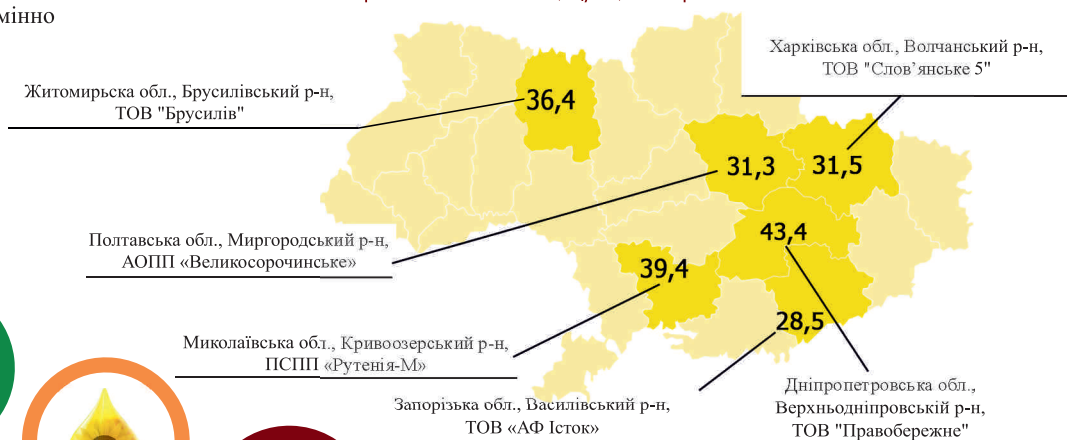 мінно
Харківська обл., Волчанський р-н,
ТОВ "Слов’янське 5"
Житомирьска обл., Брусилівський р-н,
ТОВ "Брусилів"
36,4
31,3
31,5
Полтавська обл., Миргородський р-н,
АОПП «Великосорочинське»
43,4
39,4
28,5
Миколаївська обл., Кривоозерський р-н,
ПСПП «Рутенія-М»
Запорізька обл., Василівський р-н,
ТОВ «АФ Істок»
Дніпропетровська обл.,
Верхньодніпровській р-н,
ТОВ "Правобережне"